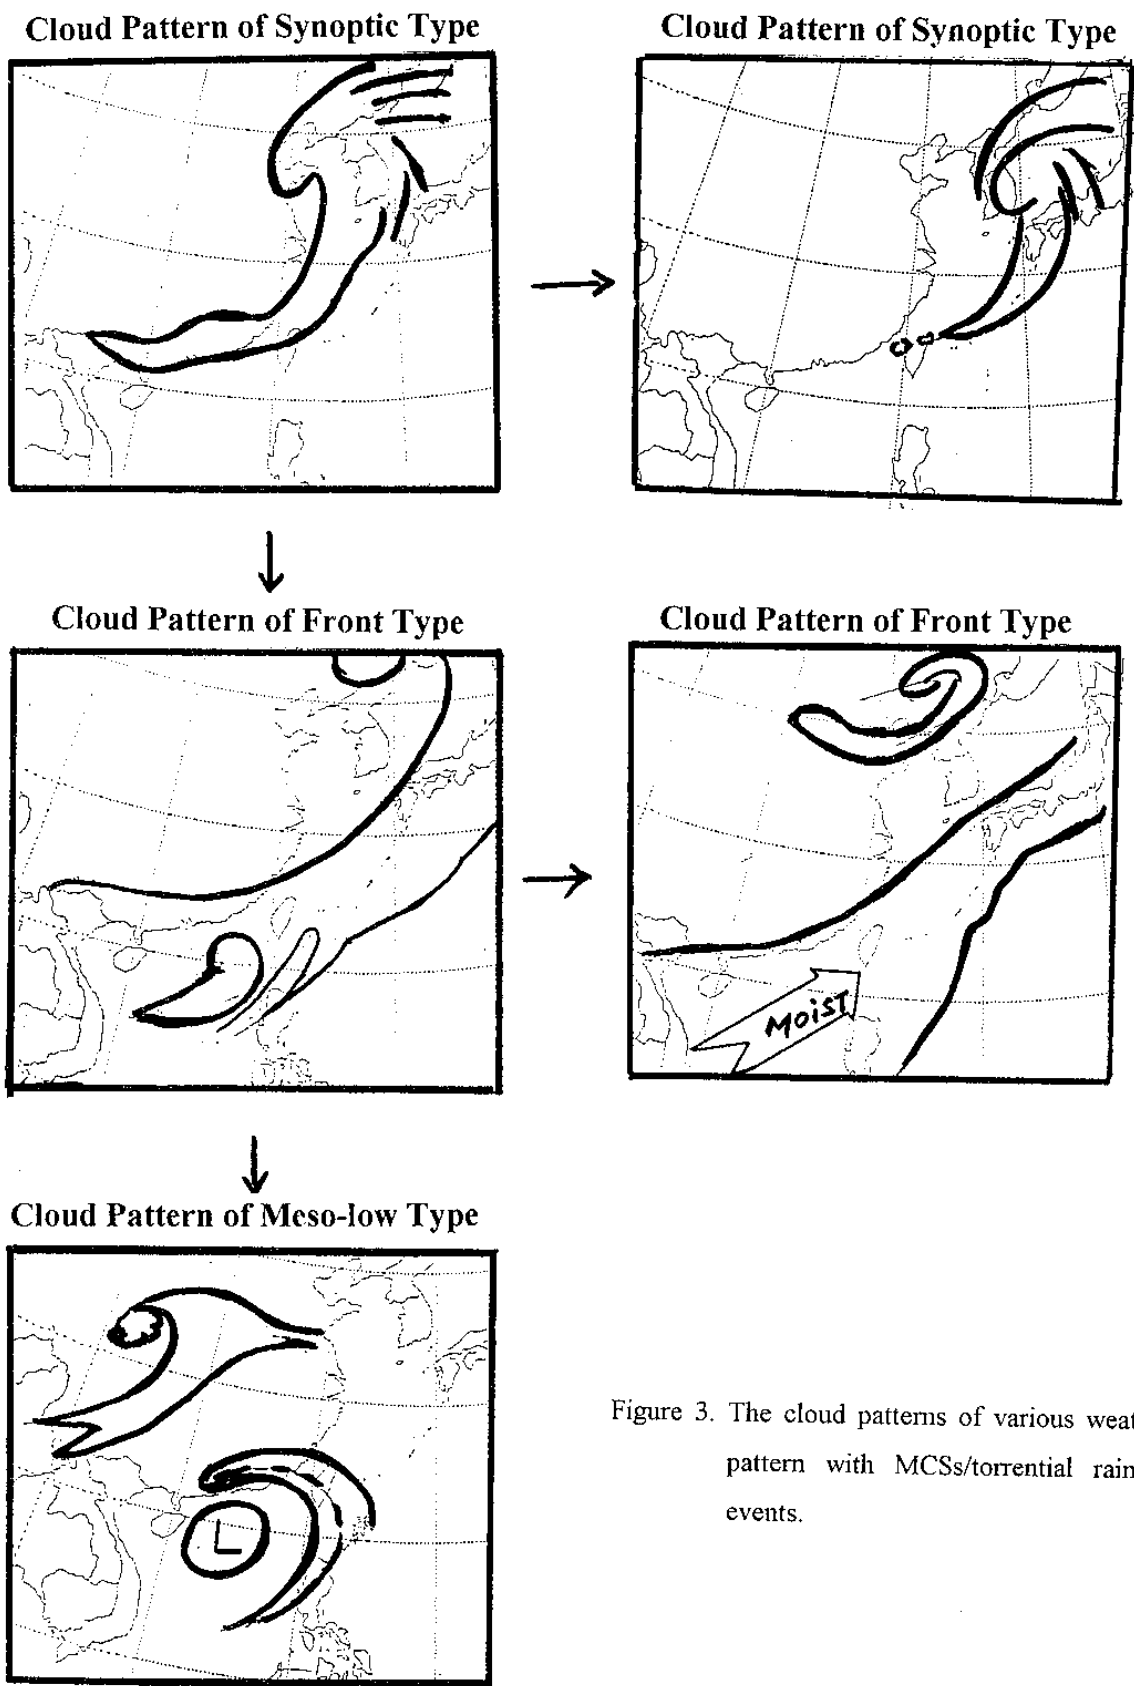 Cloud Pattern of Synoptic Type
Cloud Pattern of Synoptic Type
Cloud Pattern of Front Type
Cloud Pattern of Front Type
MOIST
Cloud Pattern of Meso-low Type
L
Figure 3. The cloud patterns of various weat
pattern with MCSs/torrential rain
events.